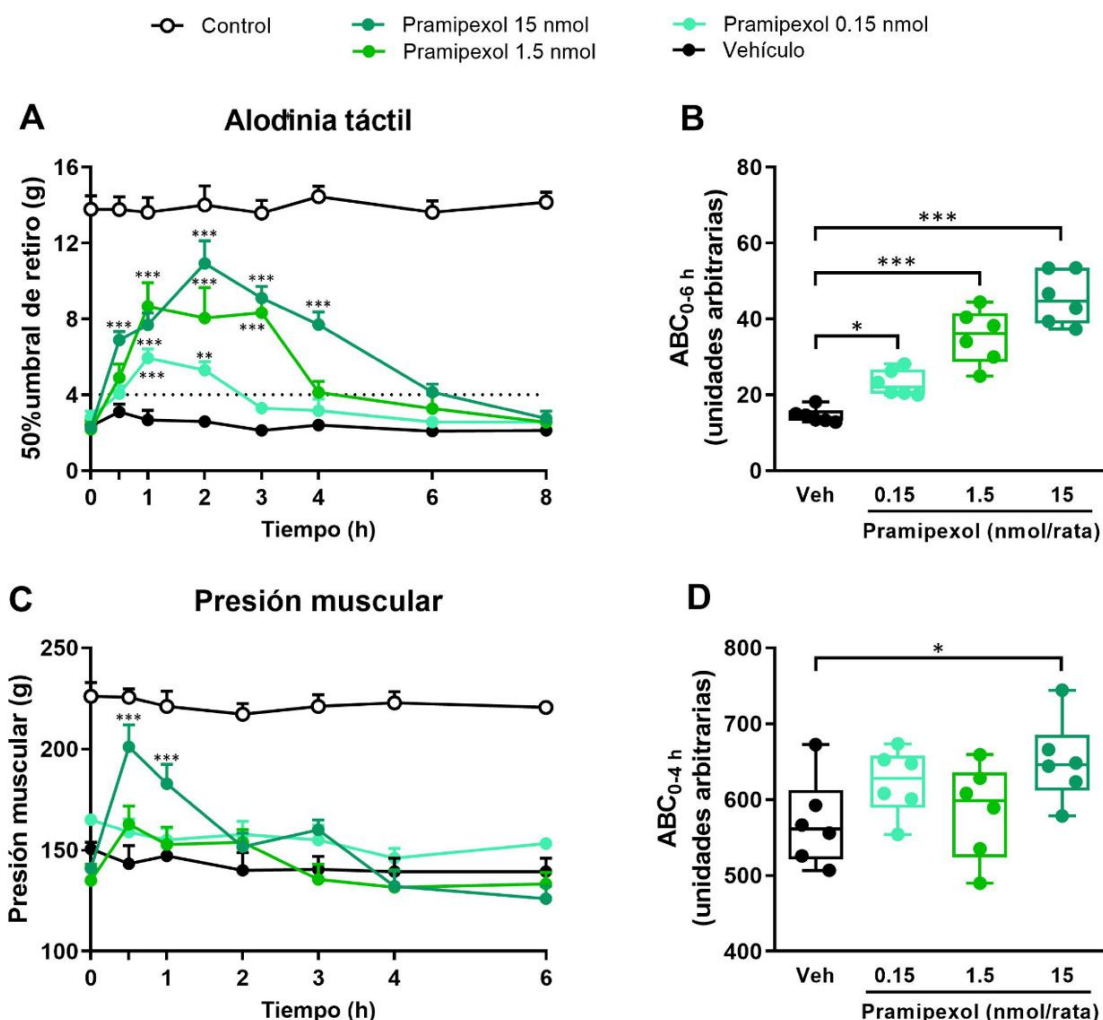 Control
Pramipexol 15 nmol
Pramipexol 0.15 nmol
Pramipexol 1.5 nmol
Vehículo
A
Alodinia táctil
50%umbral de retiro (g)
16
12
8
4
0
***
***
***
***
***
***
***
***
**
***
0
1
2
3
4
6
8
Tiempo (h)
B
ABC0-6 h
(unidades arbitrarias)
80
60
40
20
0
***
***
*
Veh
0.15
1.5
15
Pramipexol (nmol/rata)
C
Presión muscular
Presión muscular (g)
250
200
150
100
***
***
0
1
2
3
4
6
Tiempo (h)
D
ABC0-4 h
(unidades arbitrarias)
800
700
600
500
400
*
Veh
0.15
1.5
15
Pramipexol (nmol/rata)